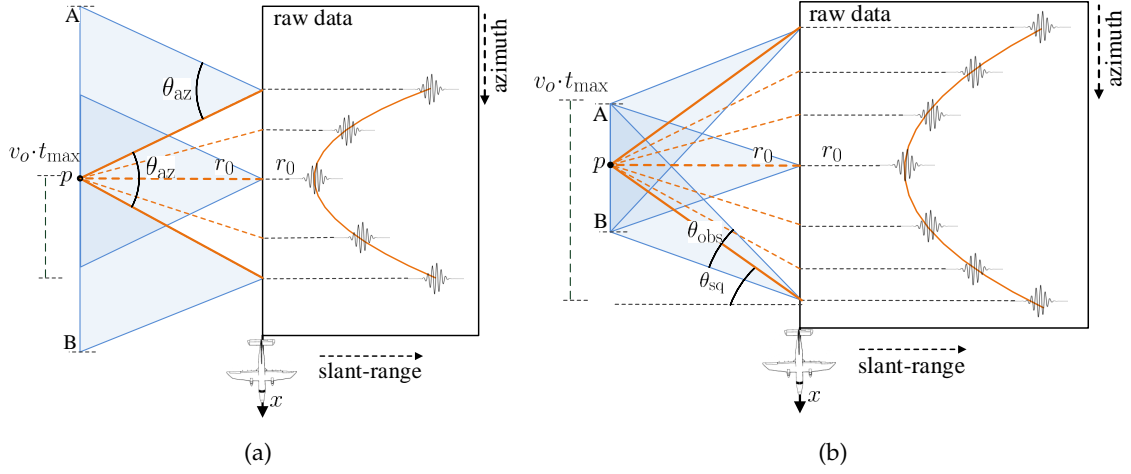 A
raw data
azimuth
θaz
vo·tmax
p
θaz
r0
r0
B
slant-range
x
(a)
raw data
azimuth
vo·tmax
A
p
r0
r0
B
θobs
θsq
slant-range
x
(b)